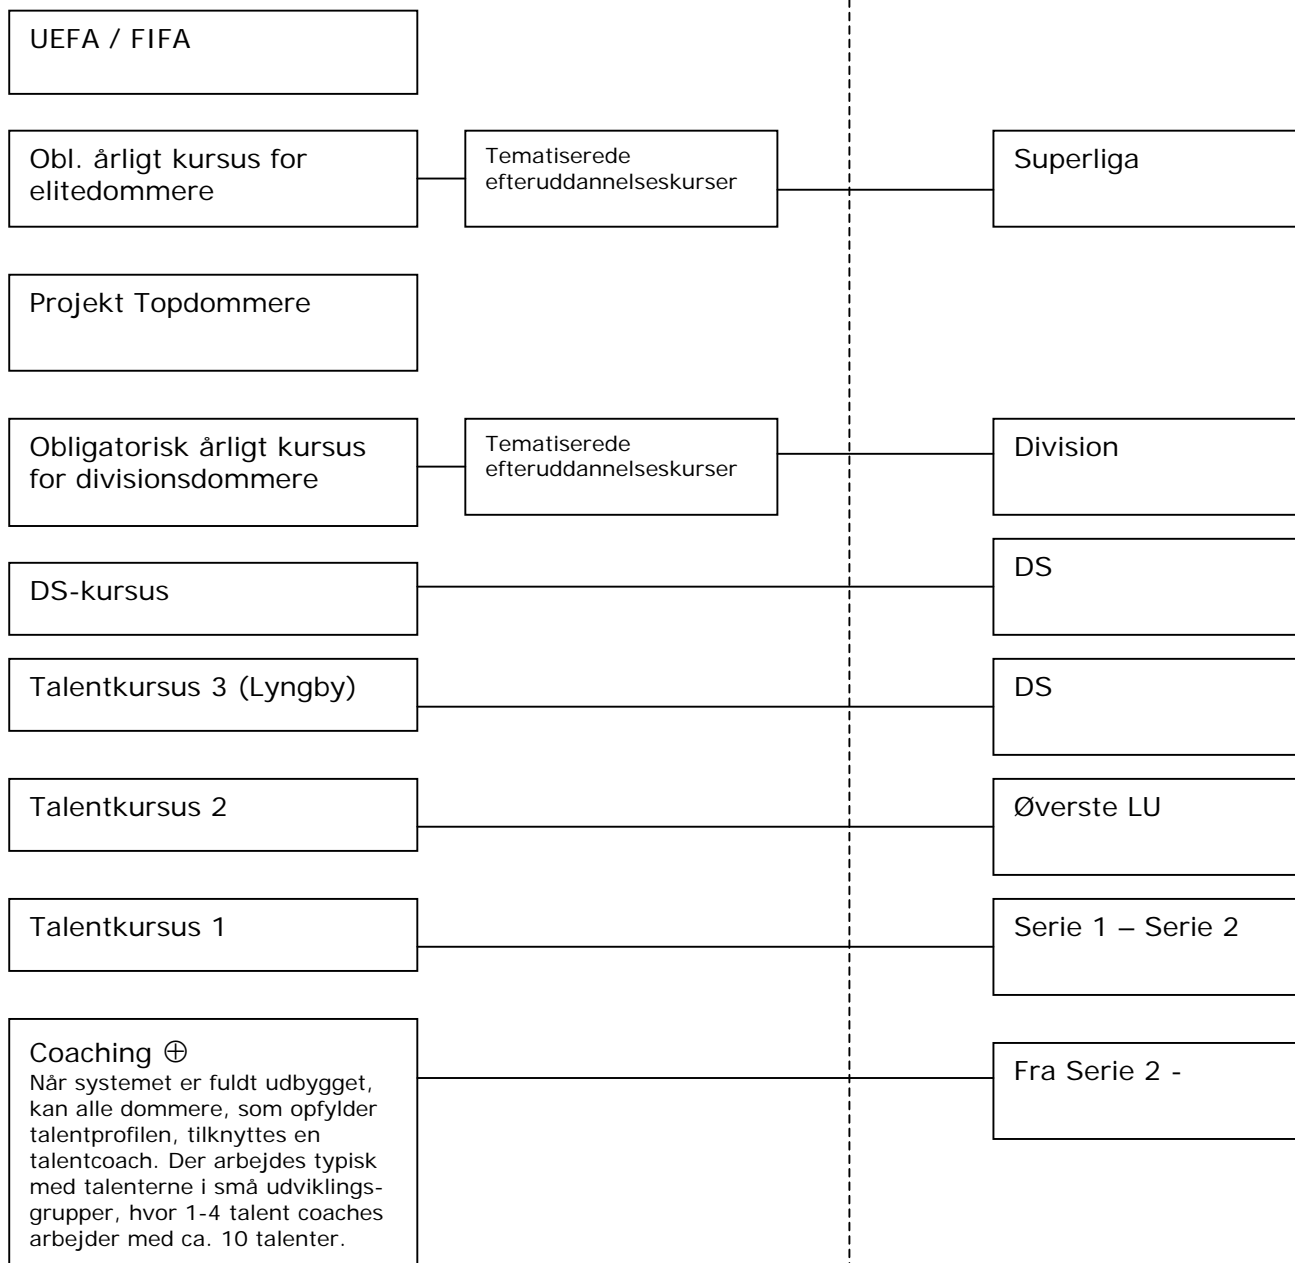 UEFA / FIFA
Obl. årligt kursus for
elitedommere
Tematiserede
efteruddannelseskurser
Superliga
Projekt Topdommere
Obligatorisk årligt kursus
for divisionsdommere
Tematiserede
efteruddannelseskurser
Division
DS-kursus
DS
Talentkursus 3 (Lyngby)
DS
Talentkursus 2
Øverste LU
Talentkursus 1
Serie 1 – Serie 2
Coaching ⊕
Når systemet er fuldt udbygget,
kan alle dommere, som opfylder
talentprofilen, tilknyttes en
talentcoach. Der arbejdes typisk
med talenterne i små udviklings-
grupper, hvor 1-4 talent coaches
arbejder med ca. 10 talenter.
Fra Serie 2 -